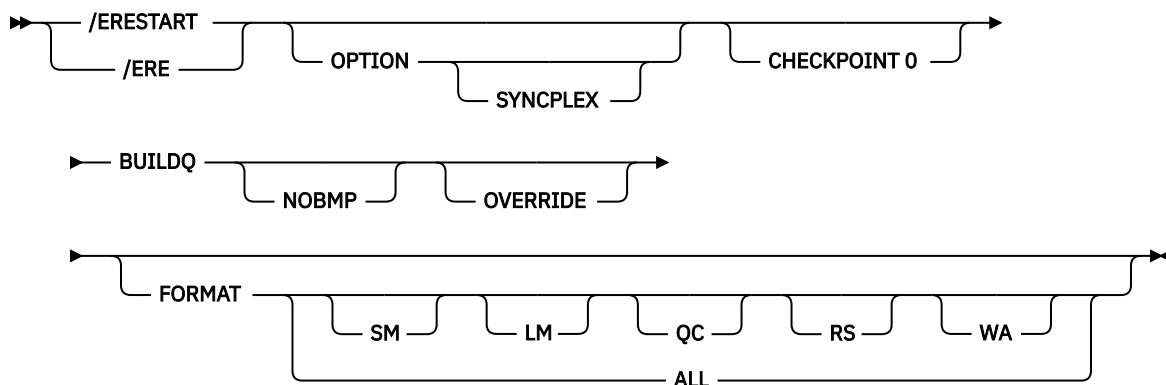 /ERESTART
/ERE
OPTION
SYNCPLEX
CHECKPOINT 0
BUILDQ
NOBMP
OVERRIDE
FORMAT
SM
LM
QC
RS
WA
ALL